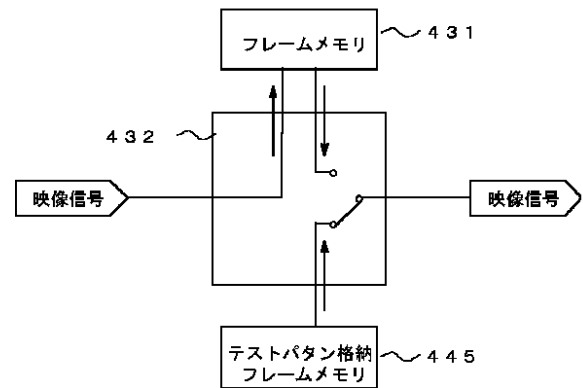 フレームメモリ
４３１
４３２
映像信号
映像信号
テストパタン格納
フレームメモリ
４４５